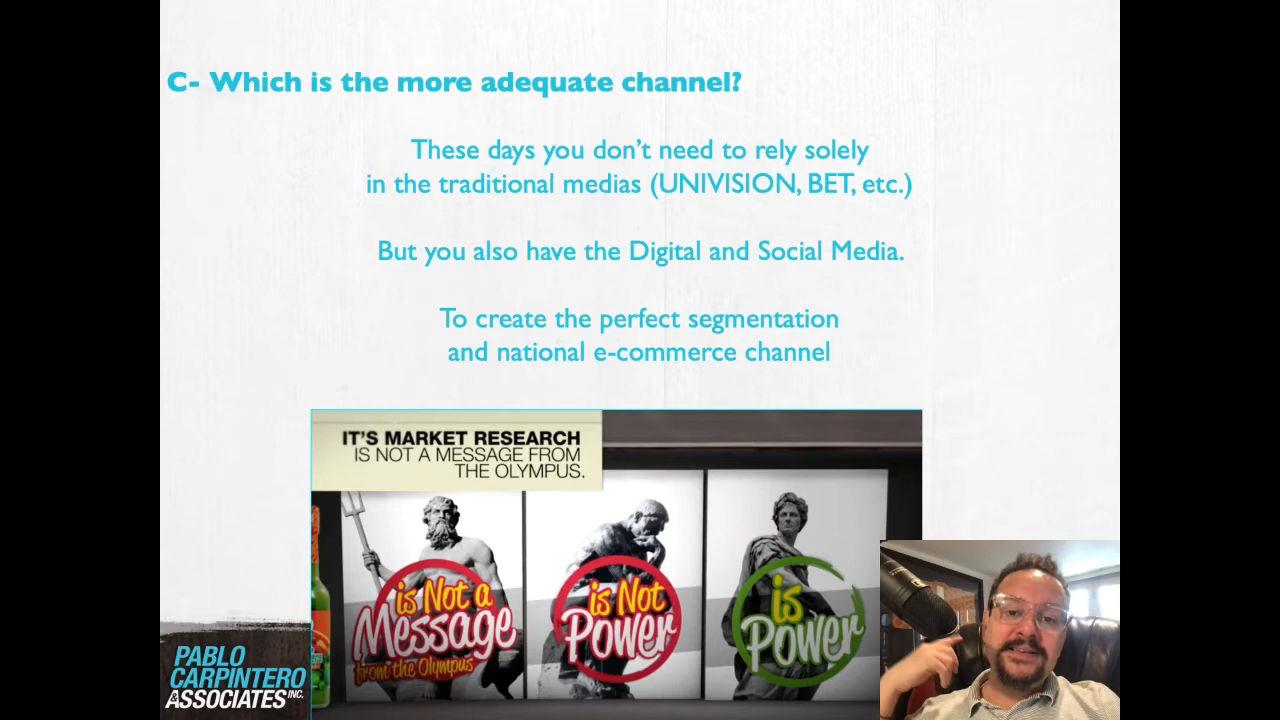 C- Which is the more adequate channel?
These days you don't need to rely solely
in the traditional medias (UNIVISION, BET, etc.)
But you also have the Digital and Social Media.
To create the perfect segmentation
and national e-commerce channel
IT'S MARKET RESEARCH
IS NOT A MESSAGE FROM
THE OLYMPUS.
is Not a
Message
from the Olympus
is Not
Power
is
Power
PABLO
CARPINTERO
& ASSOCIATES INC.